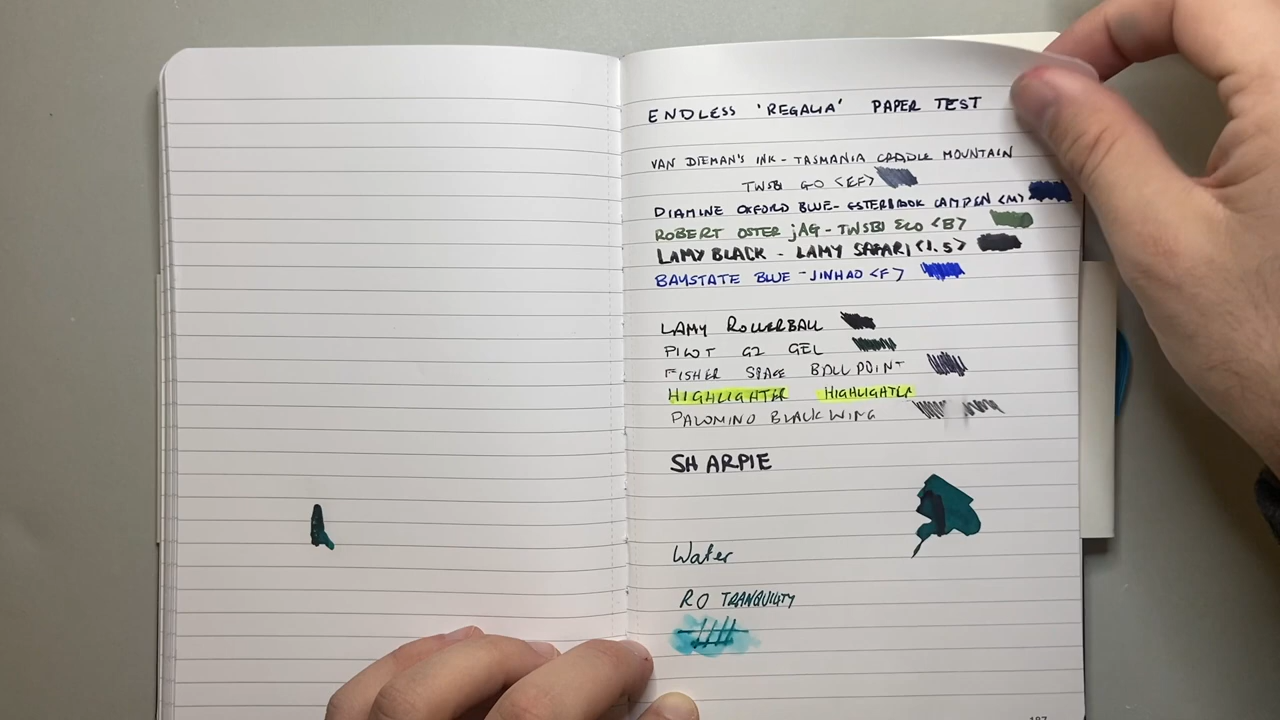 ENDLESS 'REGALIA' PAPER TEST
VAN DIEMAN'S INK - TASMANIA CRADLE MOUNTAIN
TWSBI GO <EF>
DIAMINE OXFORD BLUE - ESTERBROOK CAMDEN <M>
ROBERT OSTER JAG - TWSBI ECO <B>
LAMY BLACK - LAMY SAFARI <1.5>
BAYSTATE BLUE - JINHAO <F>
LAMY ROLLERBALL
PILOT G2 GEL
FISHER SPACE BALLPOINT
HIGHLIGHTER HIGHLIGHTER
PALOMINO BLACKWING
SHARPIE
Water
RO TRANQUILITY